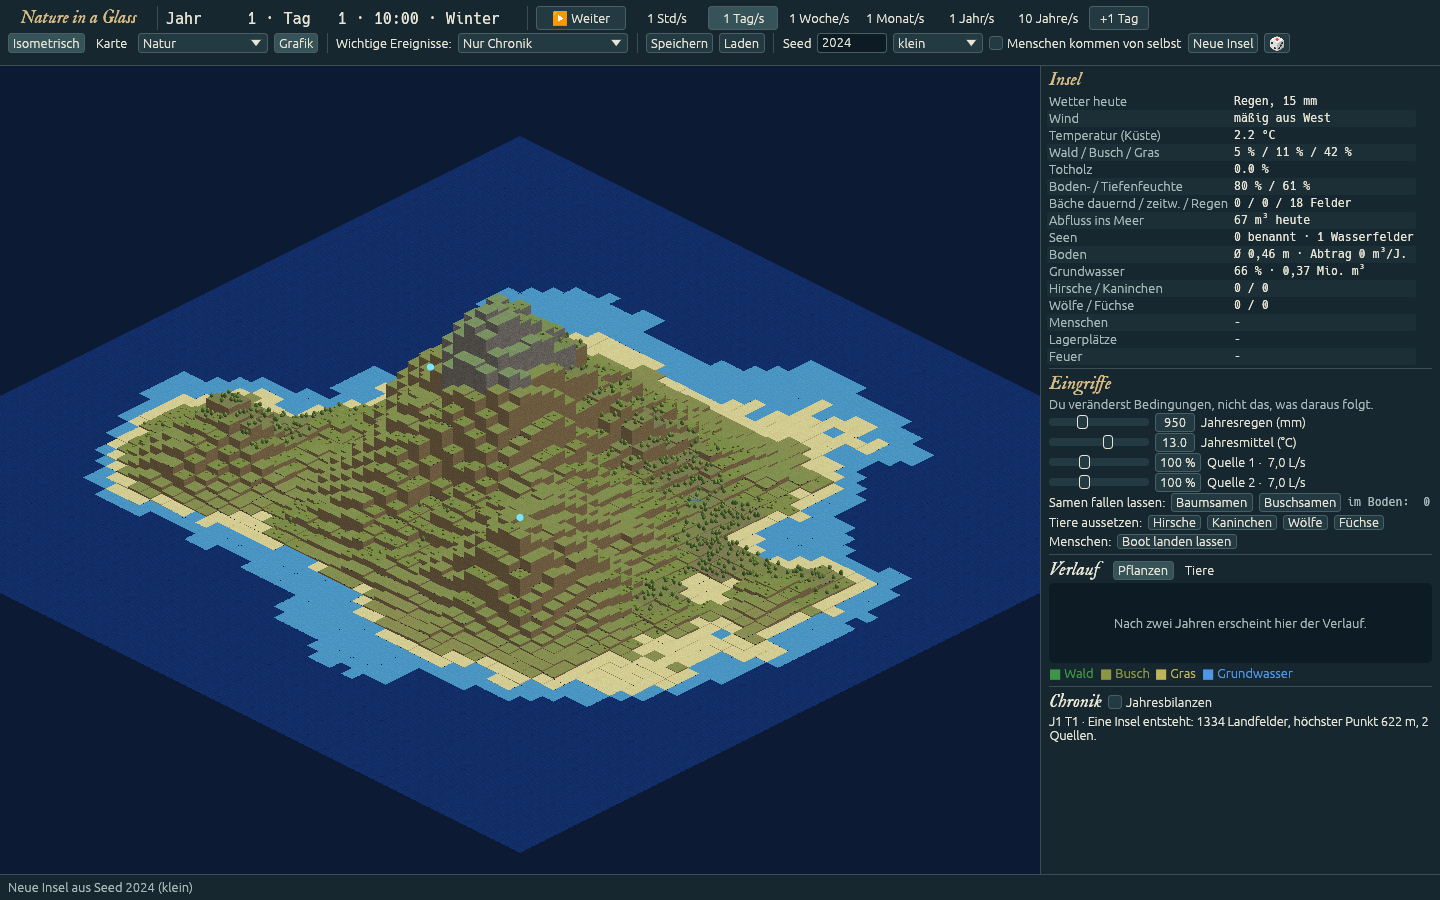 Nature in a Glass Jahr 1 · Tag 1 · 10:00 · Winter Weiter 1 Std/s 1 Tag/s 1 Woche/s 1 Monat/s 1 Jahr/s 10 Jahre/s +1 Tag
Isometrisch Karte Natur Grafik Wichtige Ereignisse: Nur Chronik Speichern Laden Seed 2024 klein Menschen kommen von selbst Neue Insel
Insel
Wetter heute Regen, 15 mm
Wind mäßig aus West
Temperatur (Küste) 2.2 °C
Wald / Busch / Gras 5 % / 11 % / 42 %
Totholz 0.0 %
Boden- / Tiefenfeuchte 80 % / 61 %
Bäche dauernd / zeitw. / Regen 0 / 0 / 18 Felder
Abfluss ins Meer 67 m³ heute
Seen 0 benannt · 1 Wasserfelder
Boden Ø 0,46 m · Abtrag 0 m³/J.
Grundwasser 66 % · 0,37 Mio. m³
Hirsche / Kaninchen 0 / 0
Wölfe / Füchse 0 / 0
Menschen -
Lagerplätze -
Feuer -
Eingriffe
Du veränderst Bedingungen, nicht das, was daraus folgt.
950 Jahresregen (mm)
13.0 Jahresmittel (°C)
100 % Quelle 1 · 7,0 L/s
100 % Quelle 2 · 7,0 L/s
Samen fallen lassen: Baumsamen Buschsamen im Boden: 0
Tiere aussetzen: Hirsche Kaninchen Wölfe Füchse
Menschen: Boot landen lassen
Verlauf Pflanzen Tiere
Nach zwei Jahren erscheint hier der Verlauf.
Wald Busch Gras Grundwasser
Chronik Jahresbilanzen
J1 T1 · Eine Insel entsteht: 1334 Landfelder, höchster Punkt 622 m, 2
Quellen.
Neue Insel aus Seed 2024 (klein)